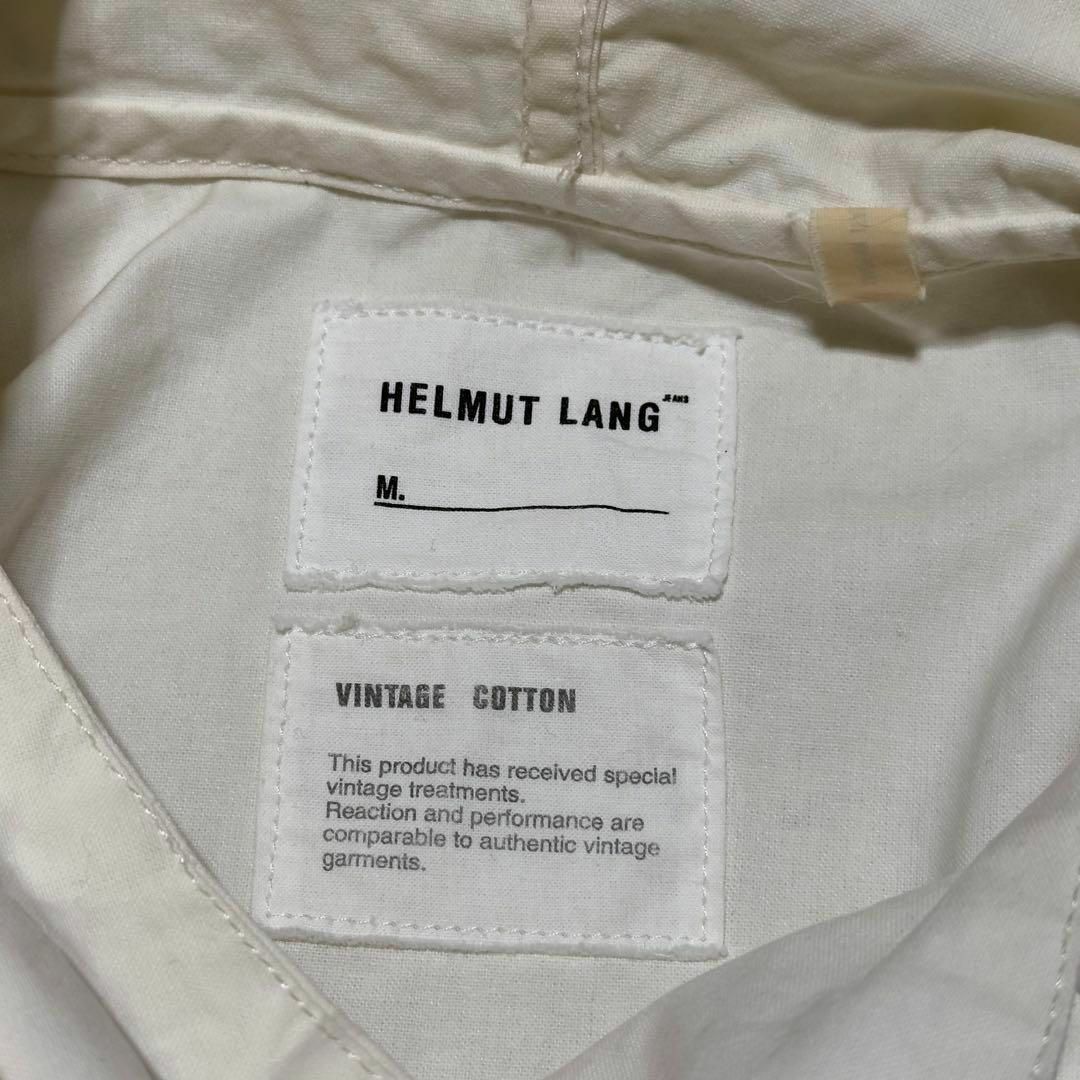 HELMUT LANG JEANS
M.
VINTAGE COTTON
This product has received special
vintage treatments.
Reaction and performance are
comparable to authentic vintage
garments.